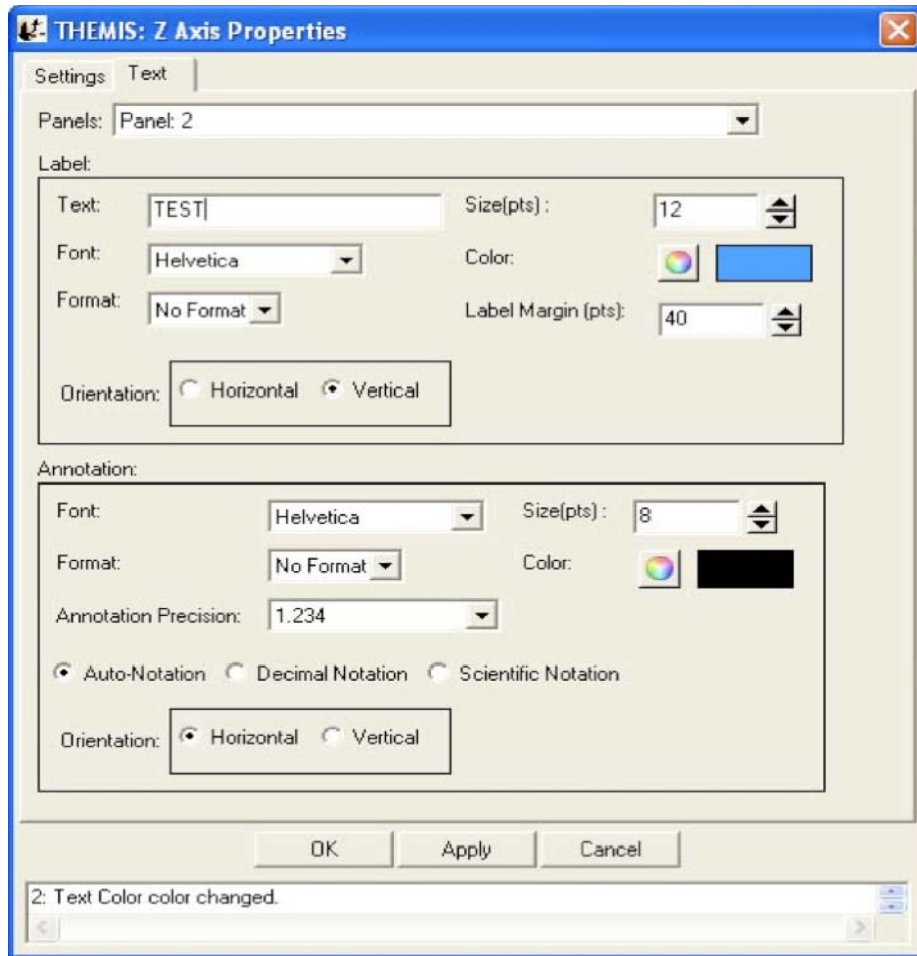 THEMIS: Z Axis Properties
Settings Text
Panels: Panel: 2
Label:
Text: TEST Size(pts) : 12
Font: Helvetica Color:
Format: No Format Label Margin (pts): 40
Orientation: Horizontal Vertical
Annotation:
Font: Helvetica Size(pts) : 8
Format: No Format Color:
Annotation Precision: 1.234
Auto-Notation Decimal Notation Scientific Notation
Orientation: Horizontal Vertical
OK Apply Cancel
2: Text Color color changed.